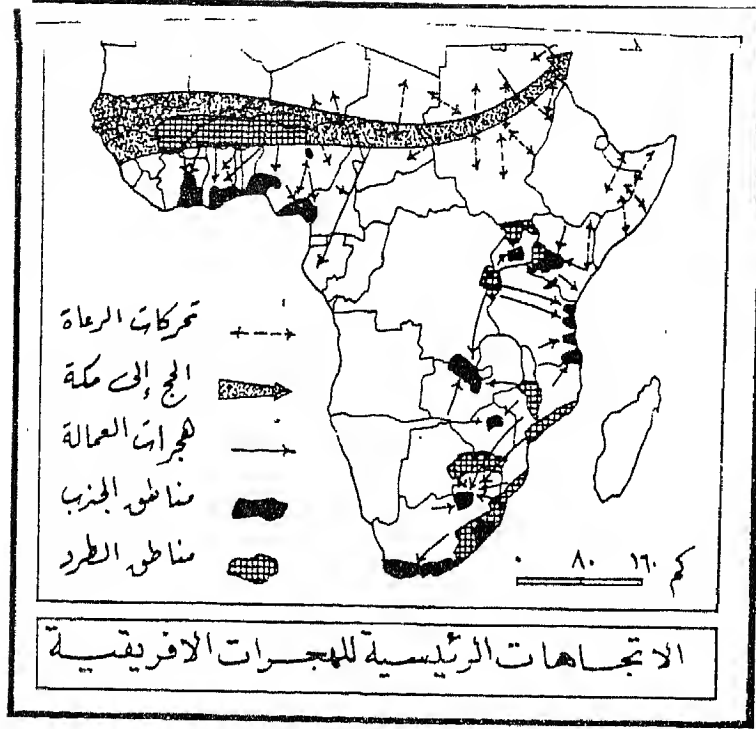 تحركات الرعاة
الحج إلى مكة
هجرات العمالة
مناطق الجذب
مناطق الطرد
٠ ٨٠ ١٦٠ كم
الاتجاهات الرئيسية للهجرات الافريقية